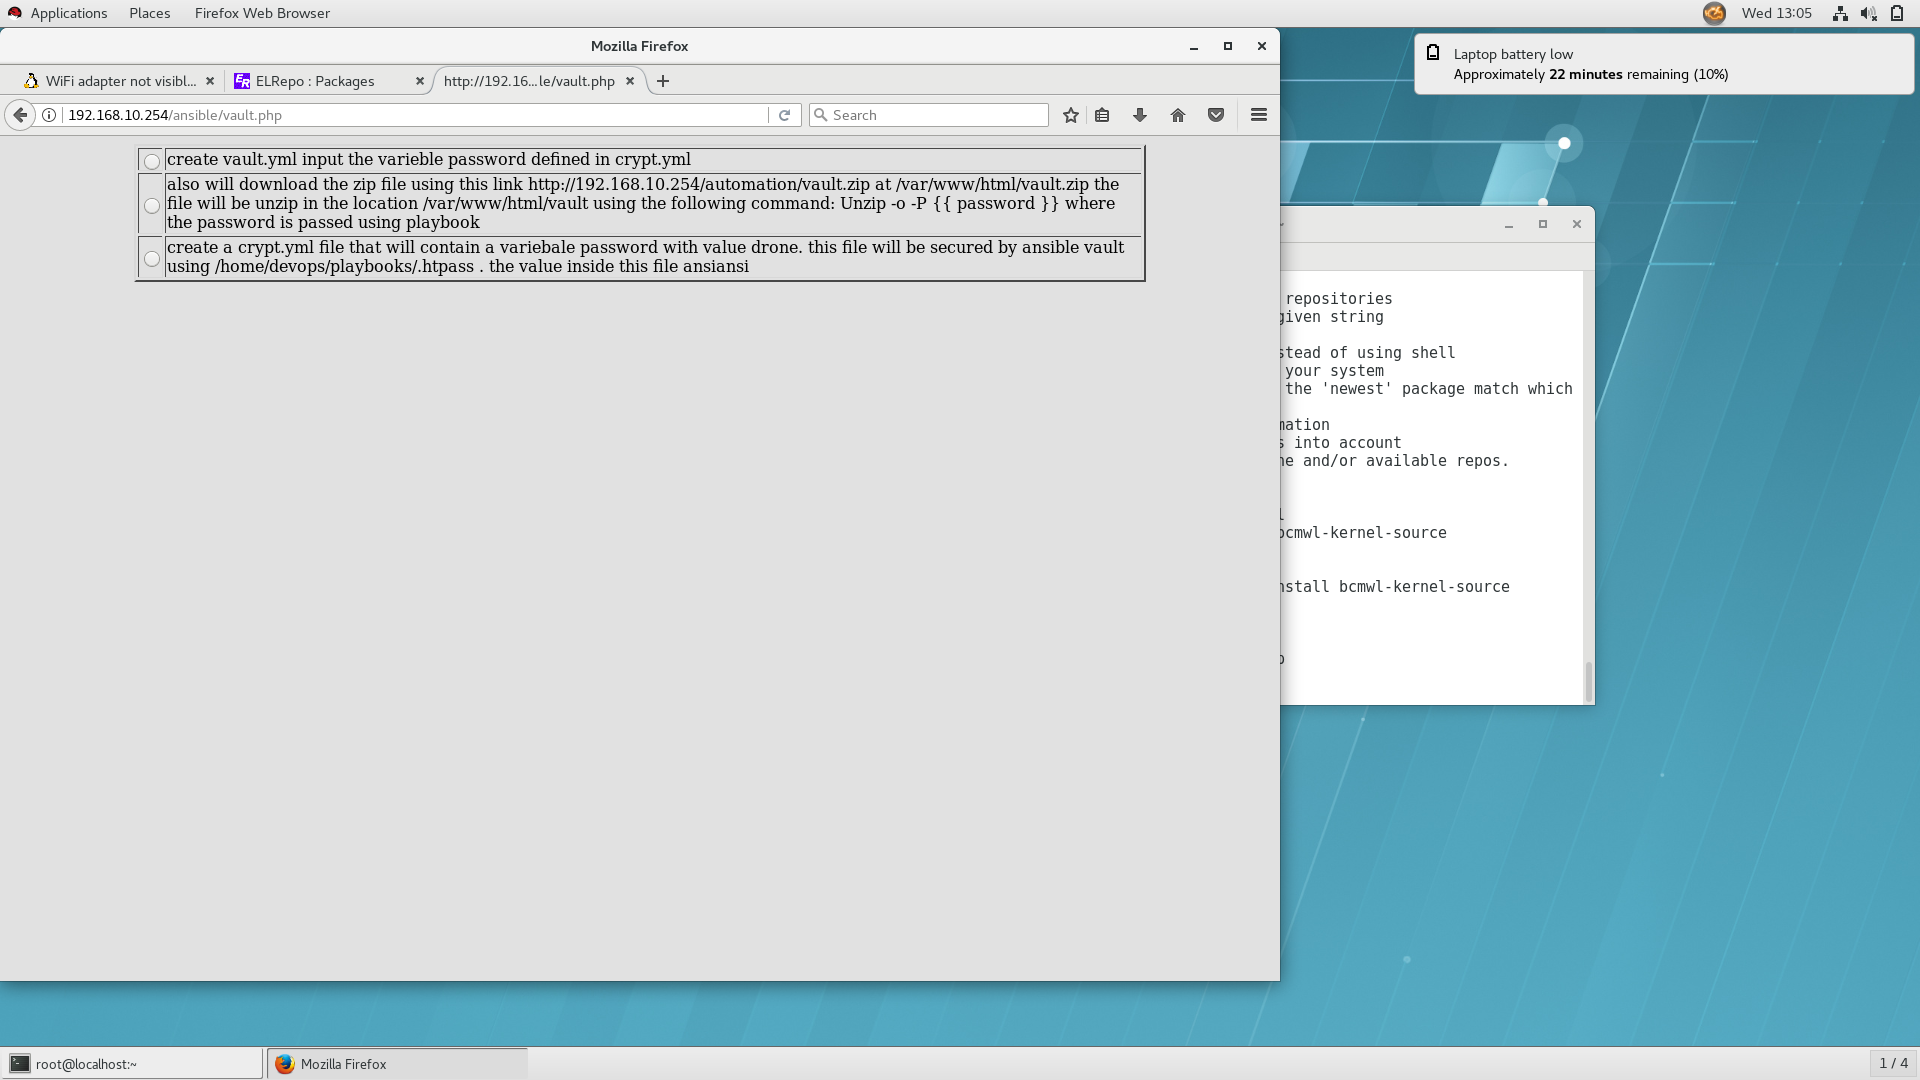 Applications Places Firefox Web Browser Wed 13:05
Mozilla Firefox
Laptop battery low
Approximately 22 minutes remaining (10%)
WiFi adapter not visibl... ELRepo : Packages http://192.16...le/vault.php
192.168.10.254/ansible/vault.php Search
create vault.yml input the varieble password defined in crypt.yml
also will download the zip file using this link http://192.168.10.254/automation/vault.zip at /var/www/html/vault.zip the
file will be unzip in the location /var/www/html/vault using the following command: Unzip -o -P {{ password }} where
the password is passed using playbook
create a crypt.yml file that will contain a variebale password with value drone. this file will be secured by ansible vault
using /home/devops/playbooks/.htpass . the value inside this file ansiansi
repositories
given string
stead of using shell
your system
the 'newest' package match which
mation
s into account
ne and/or available repos.
l
bcmwl-kernel-source
nstall bcmwl-kernel-source
root@localhost:~ Mozilla Firefox 1 / 4